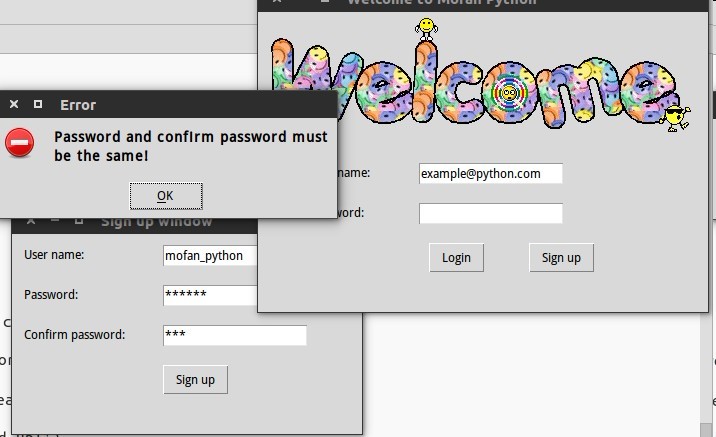 Welcome to Mofan Python
Welcome
Error
Password and confirm password must
be the same!
OK
name:
example@python.com
word:
Login
Sign up
Sign up window
User name:
mofan_python
Password:
******
Confirm password:
***
Sign up